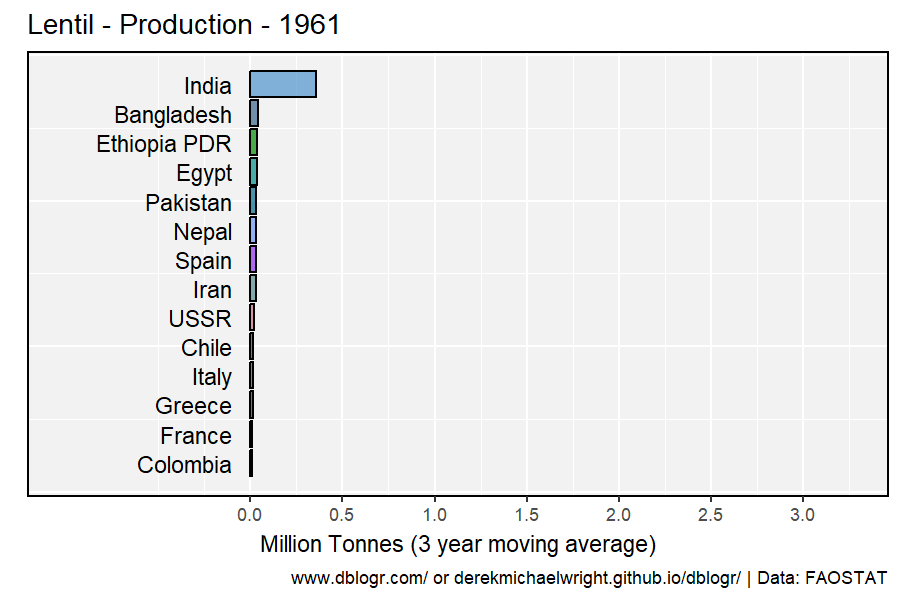 Lentil - Production - 1961
India
Bangladesh
Ethiopia PDR
Egypt
Pakistan
Nepal
Spain
Iran
USSR
Chile
Italy
Greece
France
Colombia
0.0 0.5 1.0 1.5 2.0 2.5 3.0
Million Tonnes (3 year moving average)
www.dblogr.com/ or derekmichaelwright.github.io/dblogr/ | Data: FAOSTAT